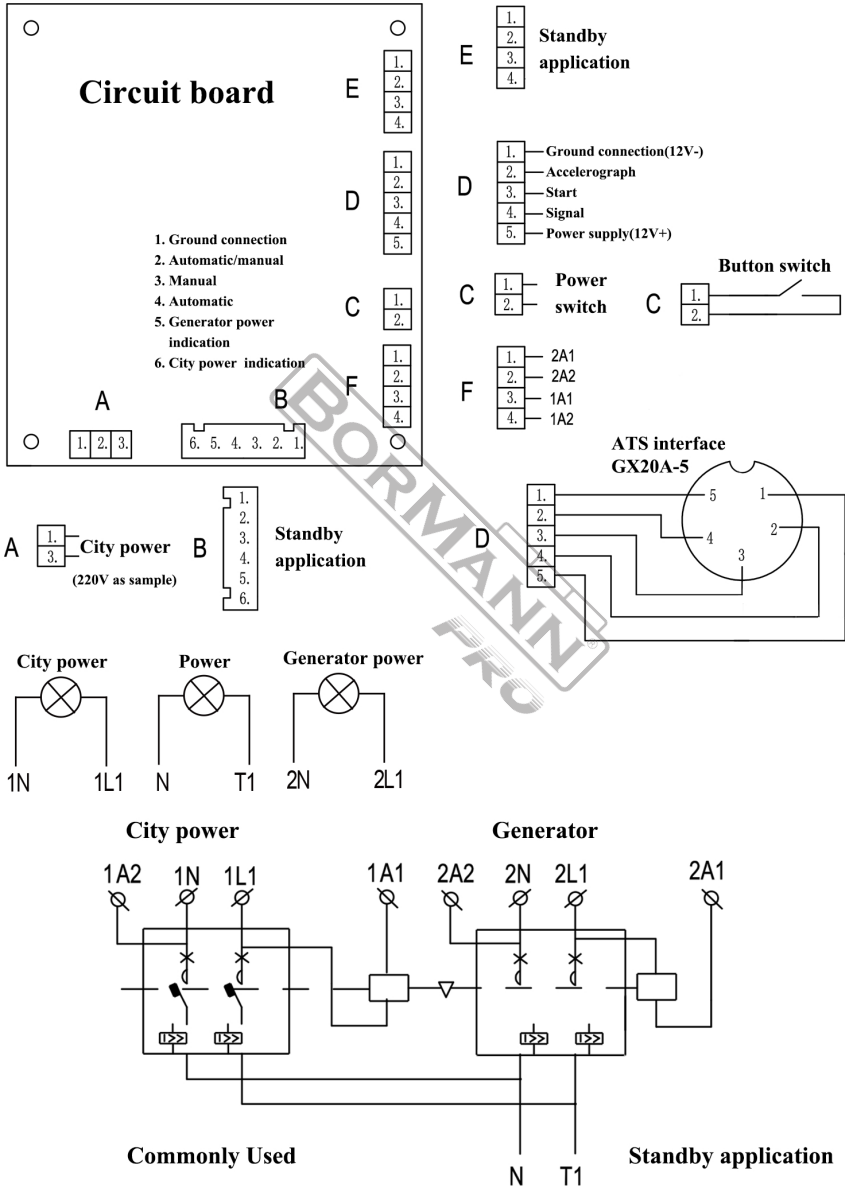 Circuit board
E
1.
2.
3.
4.
D
1.
2.
3.
4.
5.
1. Ground connection
2. Automatic/manual
3. Manual
4. Automatic
5. Generator power
indication
6. City power indication
C
1.
2.
F
1.
2.
3.
4.
A
1. 2. 3.
B
6. 5. 4. 3. 2. 1.
E
1.
2.
3.
4.
Standby
application
D
1. Ground connection(12V-)
2. Accelerograph
3. Start
4. Signal
5. Power supply(12V+)
C
1.
2.
Power
switch
Button switch
C
1.
2.
F
1. 2A1
2. 2A2
3. 1A1
4. 1A2
ATS interface
GX20A-5
D
1.
2.
3.
4.
5.
5 1
4 2
3
A
1.
3.
City power
(220V as sample)
B
1.
2.
3.
4.
5.
6.
Standby
application
BORMANN®
PRO
City power
1N 1L1
Power
N T1
Generator power
2N 2L1
City power
Generator
1A2 1N 1L1 1A1 2A2 2N 2L1 2A1
I>> I>> I>> I>>
Commonly Used
N T1
Standby application